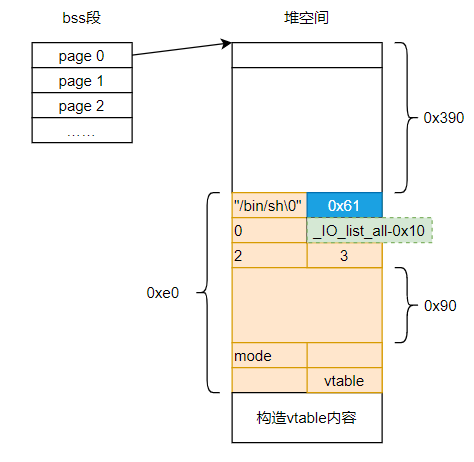 bss段
堆空间
page 0
page 1
page 2
……
0x390
"/bin/sh\0"
0x61
0
_IO_list_all-0x10
2
3
0xe0
0x90
mode
vtable
构造vtable内容